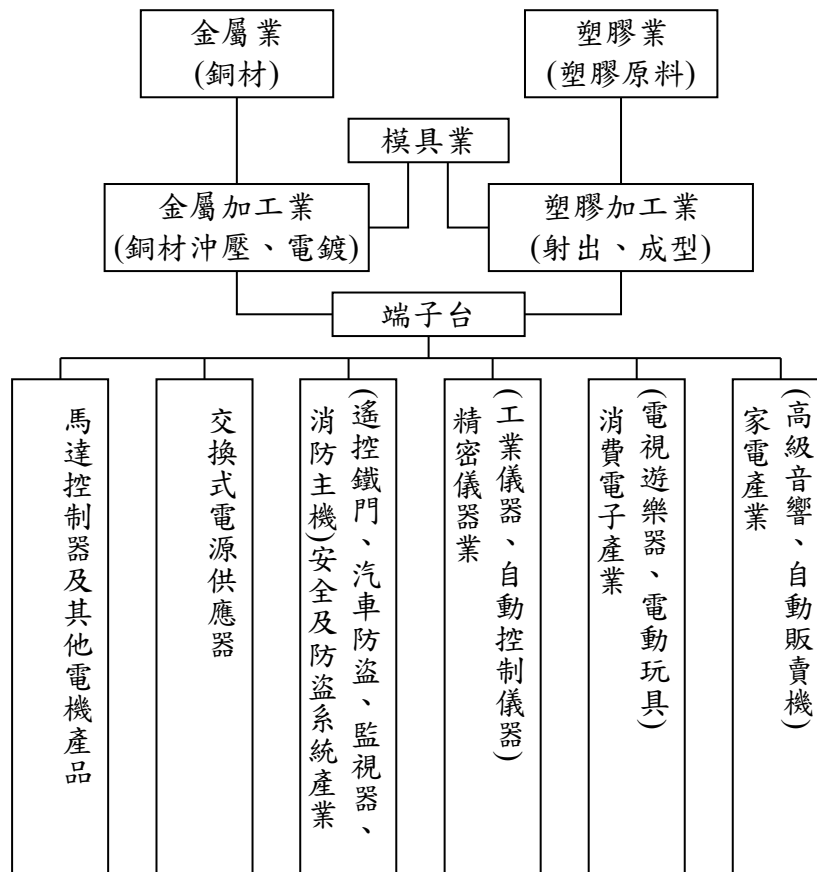 金屬業
(銅材)
塑膠業
(塑膠原料)
模具業
金屬加工業
(銅材沖壓、電鍍)
塑膠加工業
(射出、成型)
端子台
馬達控制器及其他電機產品
交換式電源供應器
(遙控鐵門、汽車防盜、監視器、
消防主機)安全及防盜系統產業
(工業儀器、自動控制儀器)
精密儀器業
(電視遊樂器、電動玩具)
消費電子產業
(高級音響、自動販賣機)
家電產業